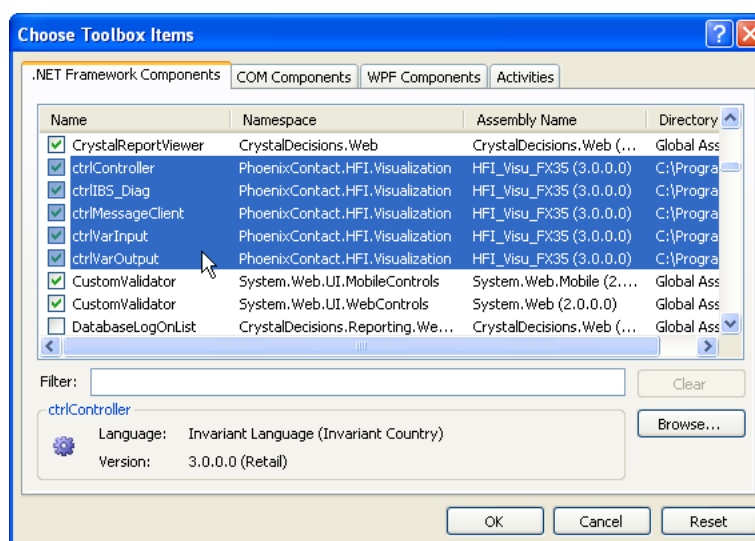 Choose Toolbox Items
.NET Framework Components COM Components WPF Components Activities
Name Namespace Assembly Name Directory
CrystalReportViewer CrystalDecisions.Web CrystalDecisions.Web (... Global Ass
ctrlController PhoenixContact.HFI.Visualization HFI_Visu_FX35 (3.0.0.0) C:\Progra
ctrlIBS_Diag PhoenixContact.HFI.Visualization HFI_Visu_FX35 (3.0.0.0) C:\Progra
ctrlMessageClient PhoenixContact.HFI.Visualization HFI_Visu_FX35 (3.0.0.0) C:\Progra
ctrlVarInput PhoenixContact.HFI.Visualization HFI_Visu_FX35 (3.0.0.0) C:\Progra
ctrlVarOutput PhoenixContact.HFI.Visualization HFI_Visu_FX35 (3.0.0.0) C:\Progra
CustomValidator System.Web.UI.MobileControls System.Web.Mobile (2.... Global Ass
CustomValidator System.Web.UI.WebControls System.Web (2.0.0.0) Global Ass
DatabaseLogOnList CrystalDecisions.Reporting.We... CrystalDecisions.Web (... Global Ass
Filter: Clear
ctrlController
Language: Invariant Language (Invariant Country) Browse...
Version: 3.0.0.0 (Retail)
OK Cancel Reset